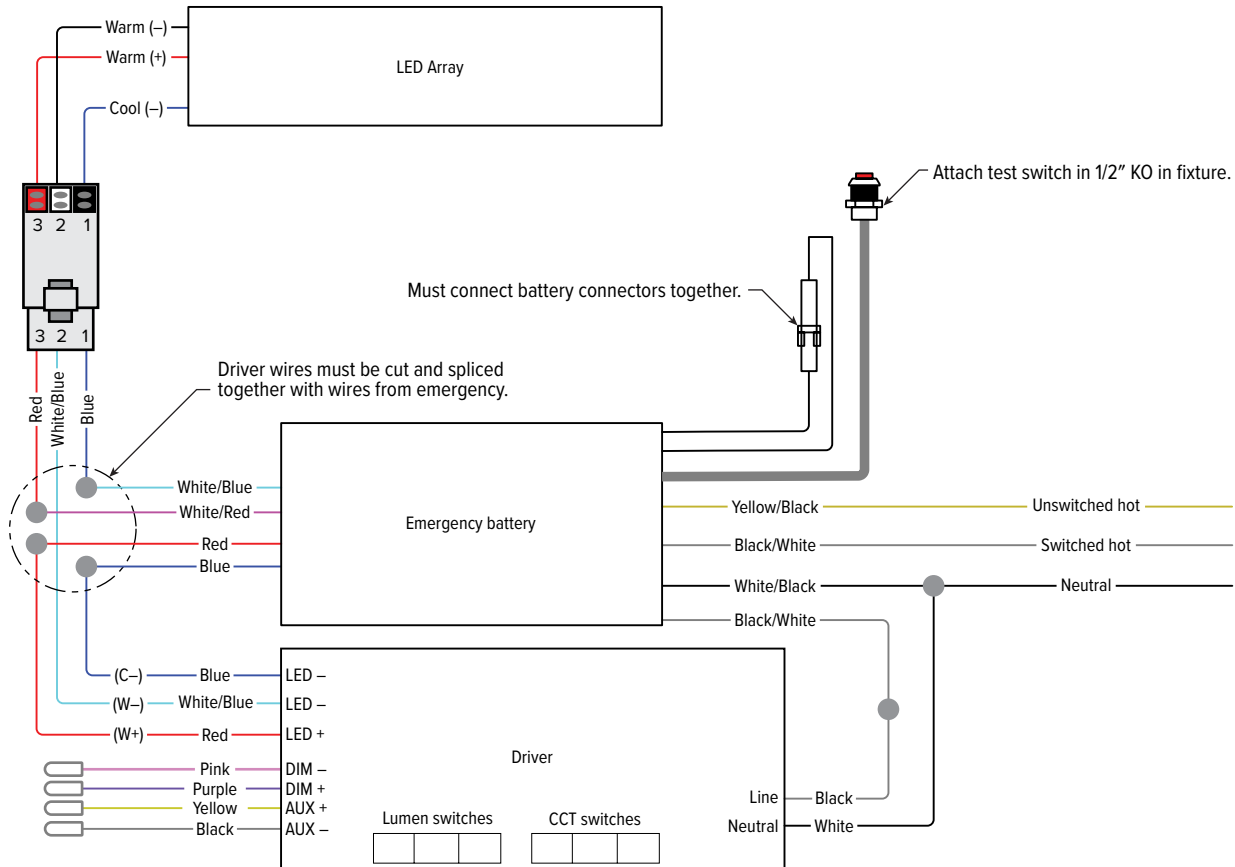 Warm (–)
Warm (+)
LED Array
Cool (–)
Attach test switch in 1/2" KO in fixture.
3 2 1
Must connect battery connectors together.
3 2 1
Driver wires must be cut and spliced
together with wires from emergency.
Red
White/Blue
Blue
White/Blue
White/Red
Red
Blue
Emergency battery
Yellow/Black
Unswitched hot
Black/White
Switched hot
White/Black
Neutral
Black/White
(C–) Blue LED –
(W–) White/Blue LED –
(W+) Red LED +
Driver
Pink DIM –
Purple DIM +
Yellow AUX +
Black AUX –
Lumen switches
CCT switches
Line Black
Neutral White